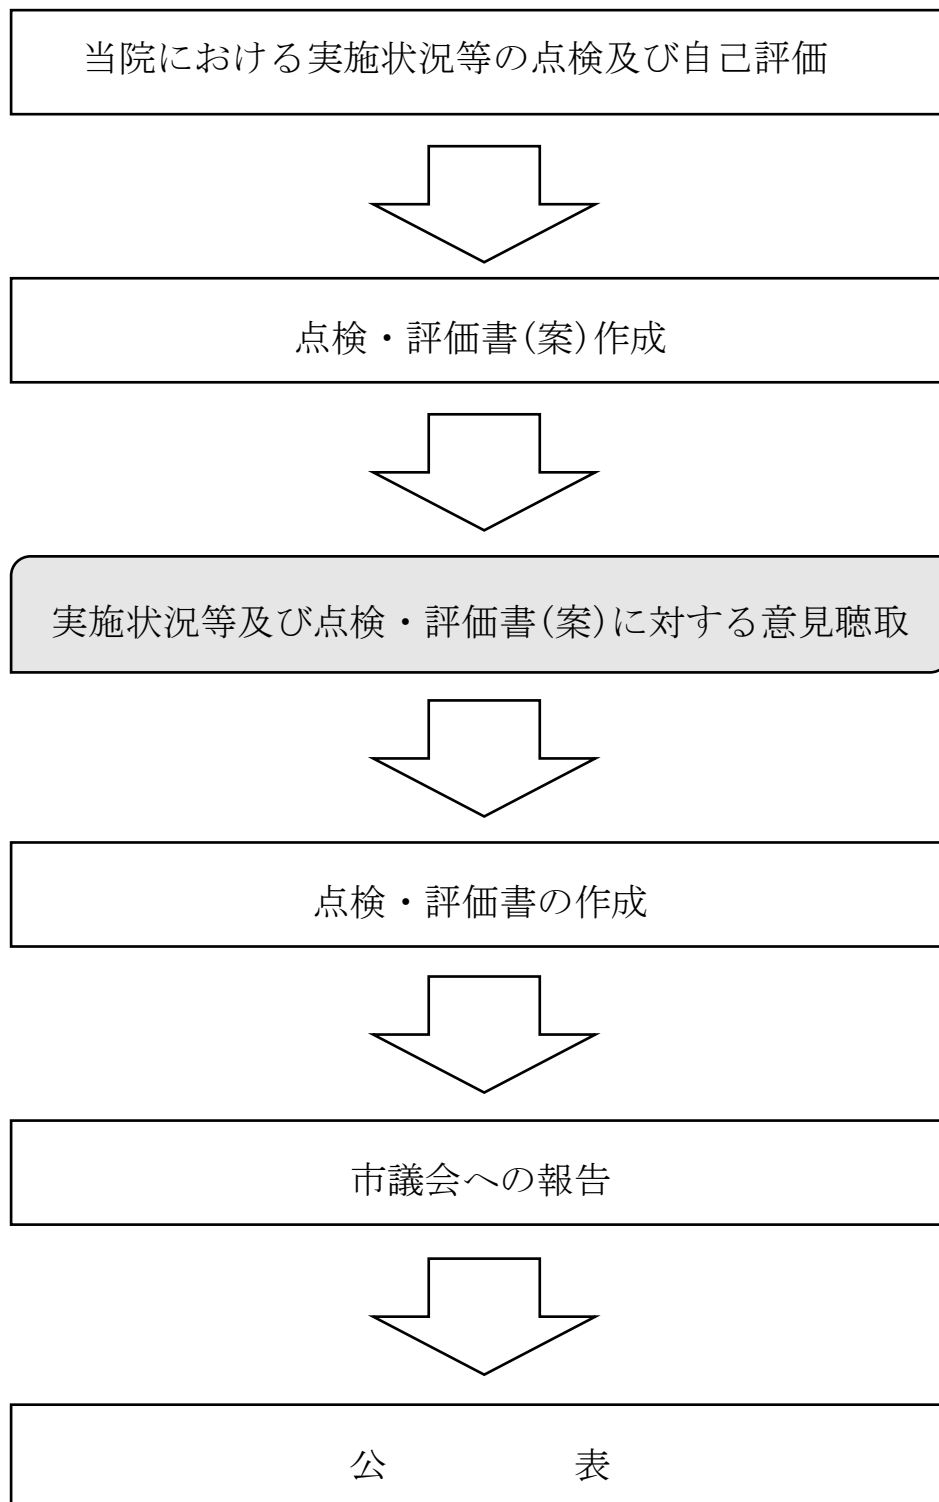 当院における実施状況等の点検及び自己評価
点検・評価書(案)作成
実施状況等及び点検・評価書(案)に対する意見聴取
点検・評価書の作成
市議会への報告
公　　　　　表